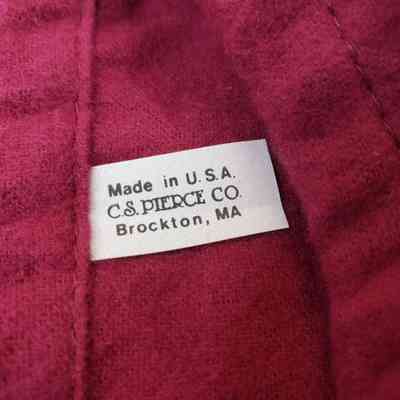 Made in U.S.A.
C.S. PIERCE CO.
Brockton, MA